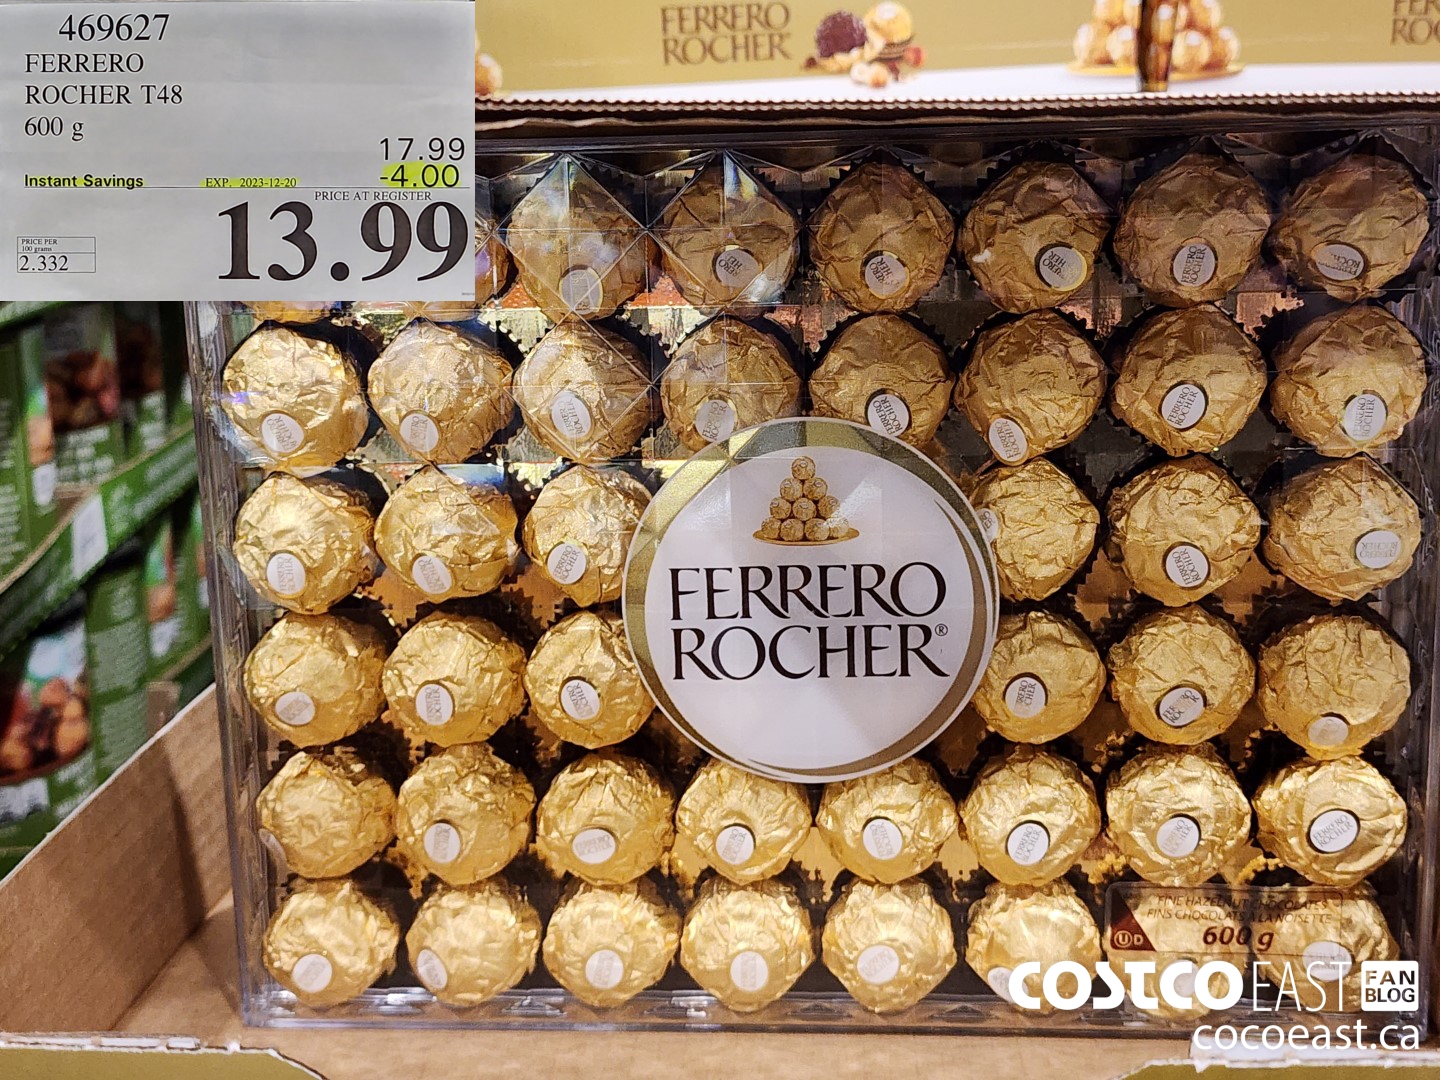 469627
FERRERO
ROCHER T48
600 g
17.99
Instant Savings EXP. 2023-12-20 -4.00
PRICE AT REGISTER
13.99
PRICE PER
100 grams
2.332
FERRERO
ROCHER
FERRERO
ROCHER®
FINE HAZELNUT CHOCOLATES
FINS CHOCOLATS À LA NOISETTE
U D
600 g
COSTCO EAST FAN
BLOG
cocoeast.ca